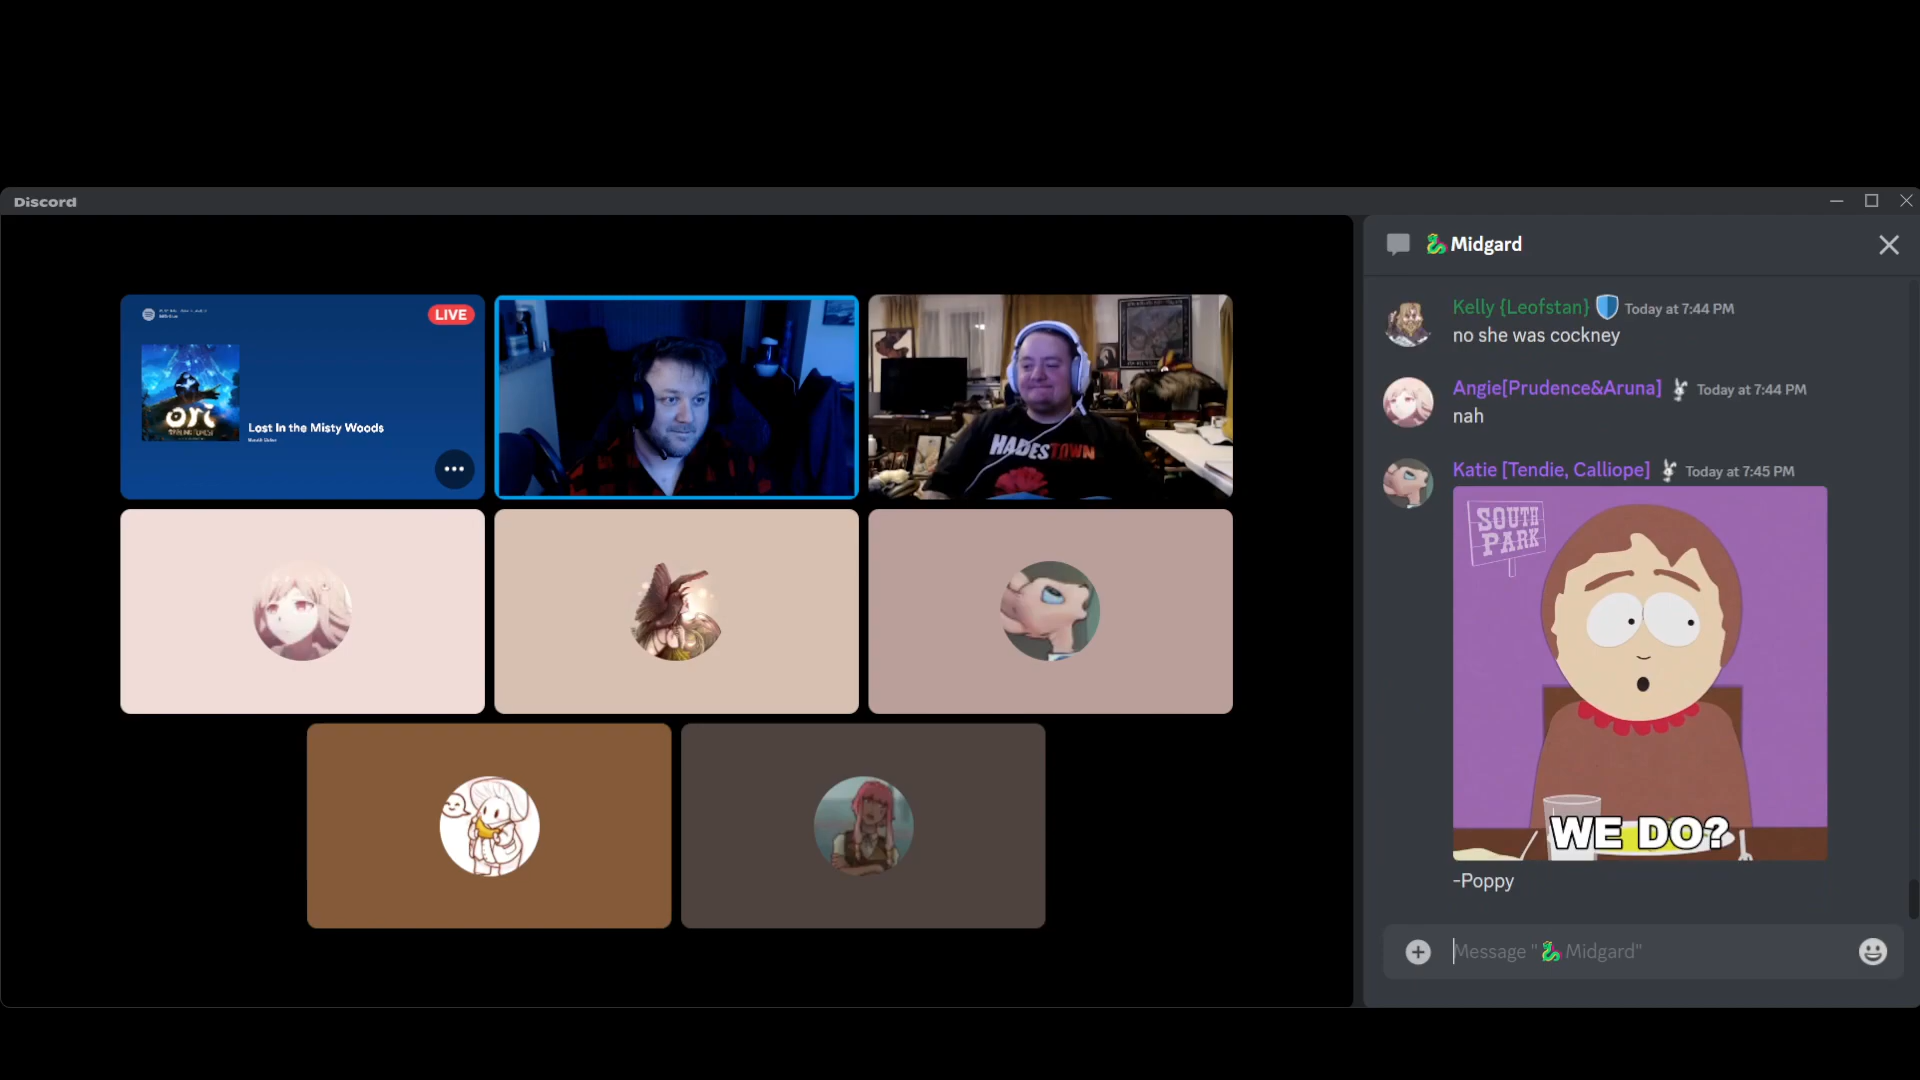 Discord
LIVE
ori
Lost In the Misty Woods
HADESTOWN
Midgard
Kelly {Leofstan} Today at 7:44 PM
no she was cockney
Angie[Prudence&Aruna] Today at 7:44 PM
nah
Katie [Tendie, Calliope] Today at 7:45 PM
SOUTH
PARK
WE DO?
-Poppy
Message "🐉 Midgard"